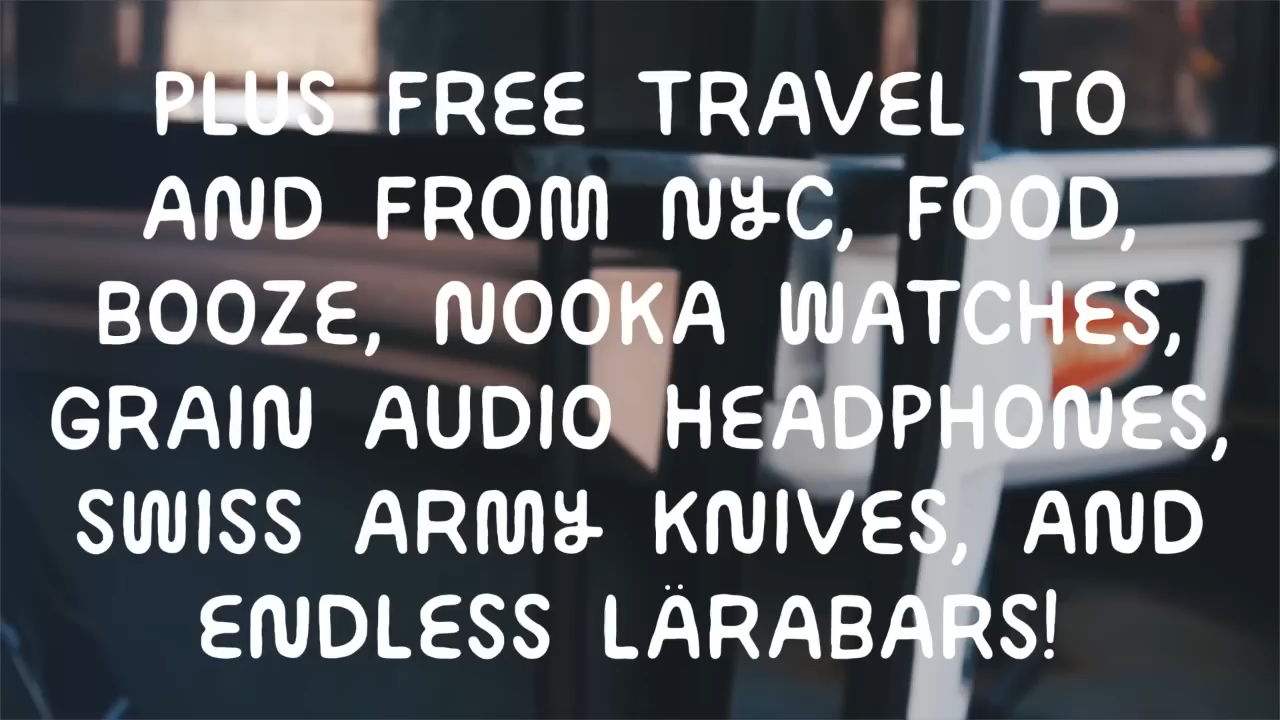 PLUS FREE TRAVEL TO
AND FROM NYC, FOOD,
BOOZE, NOOKA WATCHES,
GRAIN AUDIO HEADPHONES,
SWISS ARMY KNIVES, AND
ENDLESS LÄRABARS!